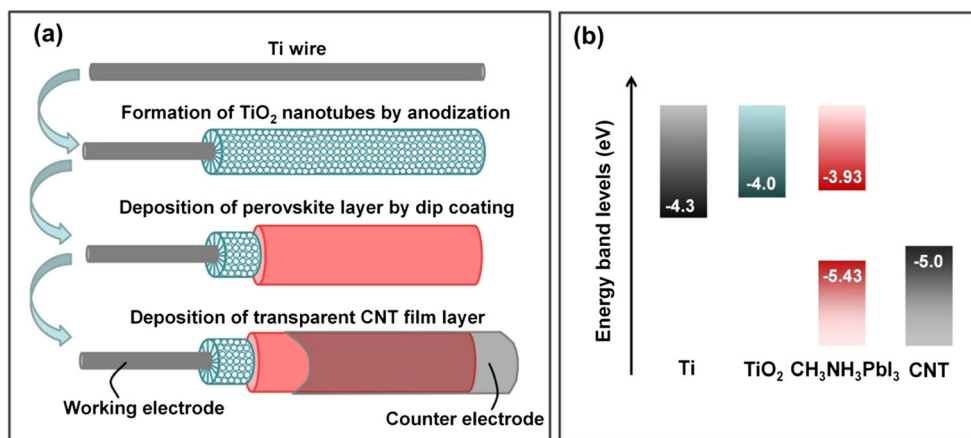 (a)
Ti wire
Formation of TiO₂ nanotubes by anodization
Deposition of perovskite layer by dip coating
Deposition of transparent CNT film layer
Working electrode
Counter electrode
(b)
Energy band levels (eV)
-4.3
-4.0
-3.93
-5.43
-5.0
Ti
TiO₂
CH₃NH₃PbI₃
CNT